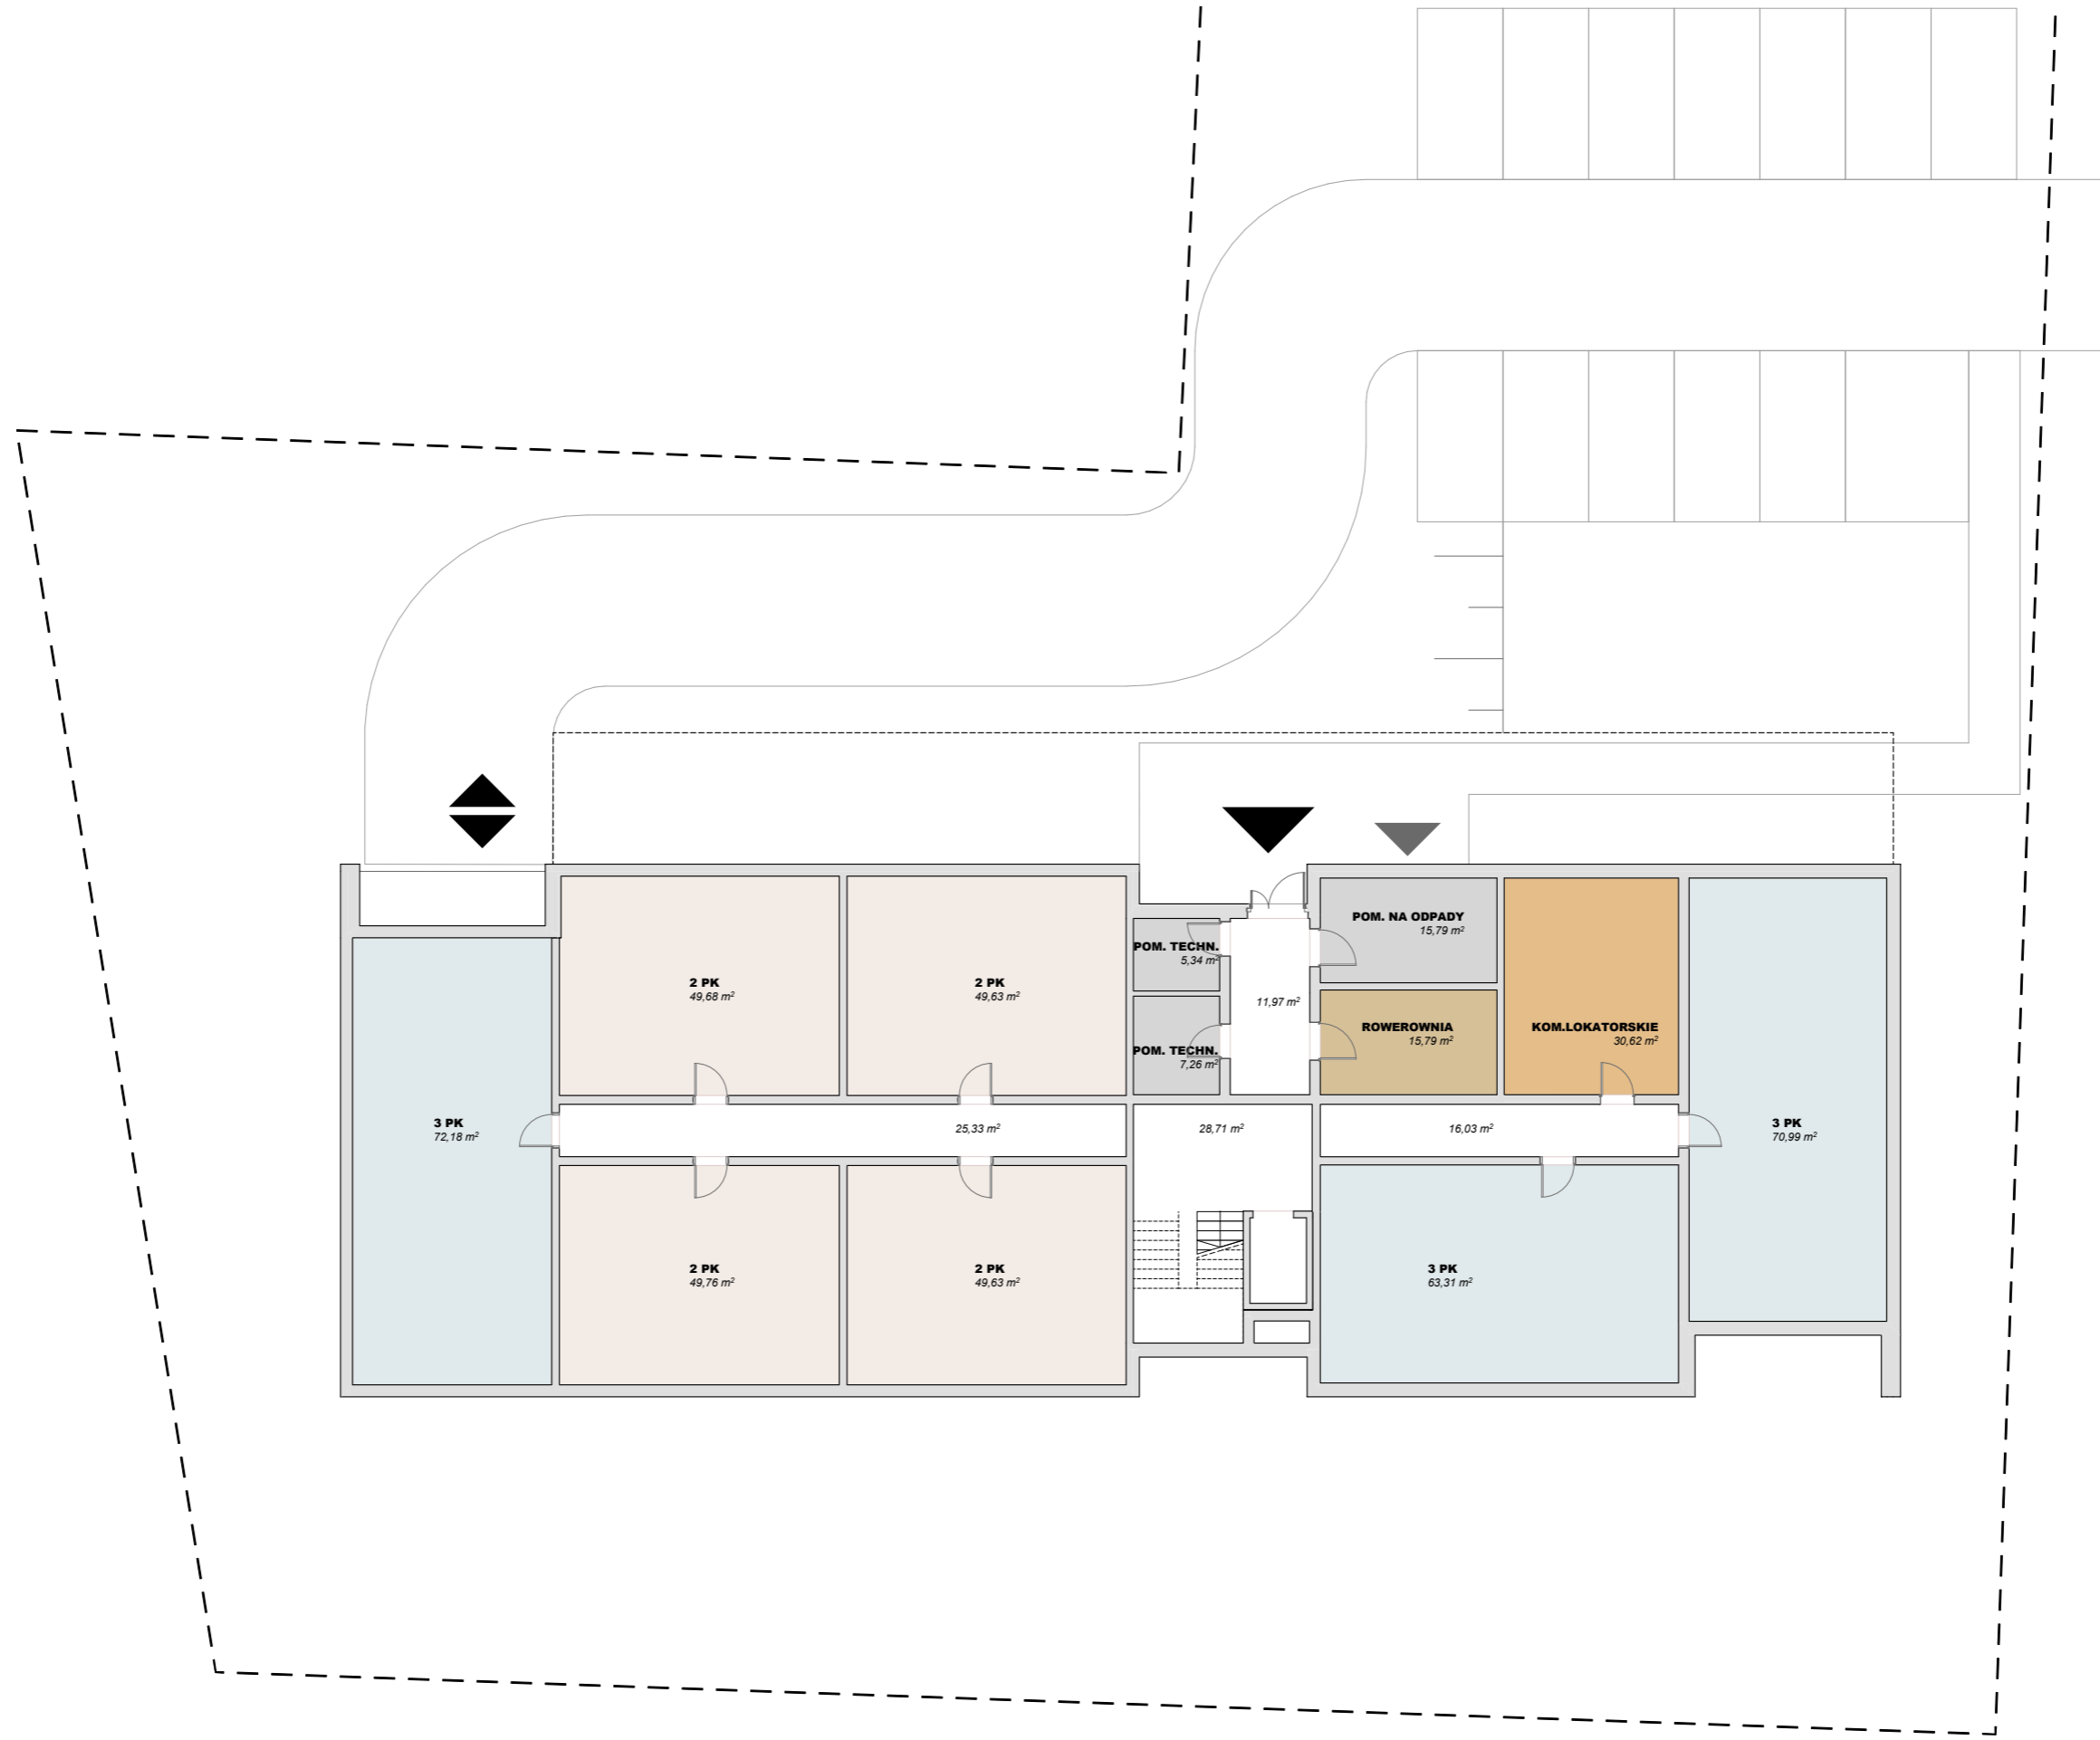 POM. NA ODPADY
15,79 m²
POM. TECHN.
5,34 m²
2 PK
49,68 m²
2 PK
49,63 m²
11,97 m²
ROWEROWNIA
15,79 m²
KOM.LOKATORSKIE
30,62 m²
POM. TECHN.
7,26 m²
3 PK
72,18 m²
25,33 m²
28,71 m²
16,03 m²
3 PK
70,99 m²
2 PK
49,76 m²
2 PK
49,63 m²
3 PK
63,31 m²